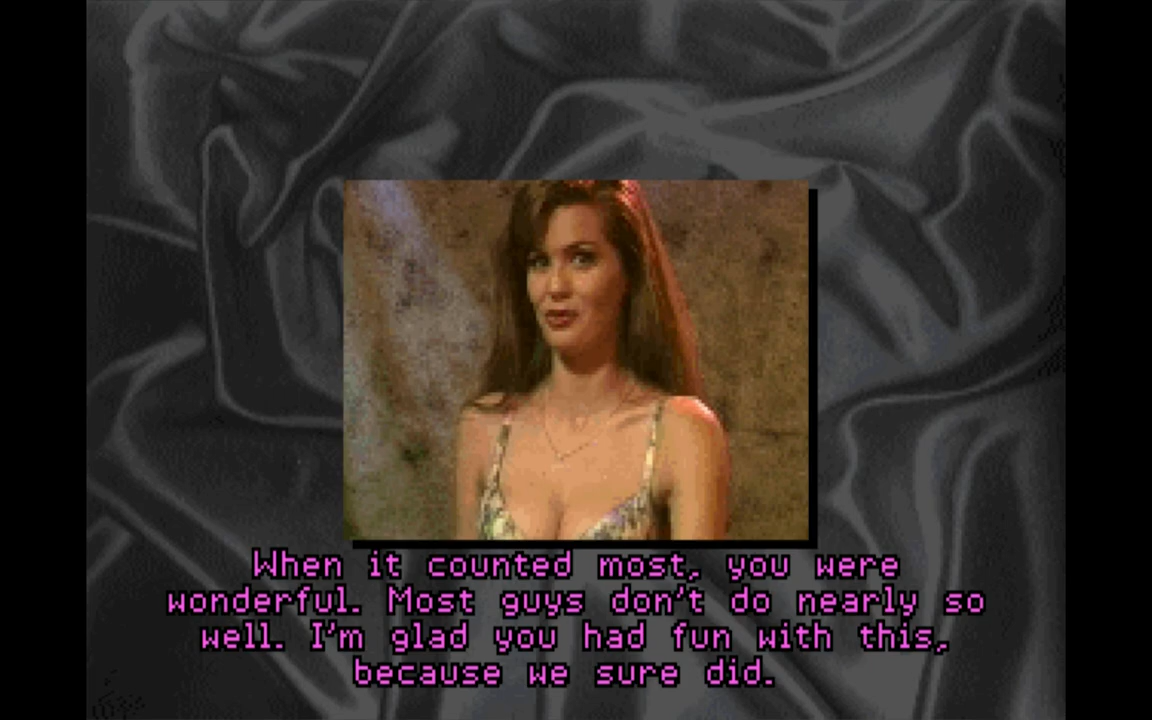 When it counted most, you were
wonderful. Most guys don't do nearly so
well. I'm glad you had fun with this,
because we sure did.